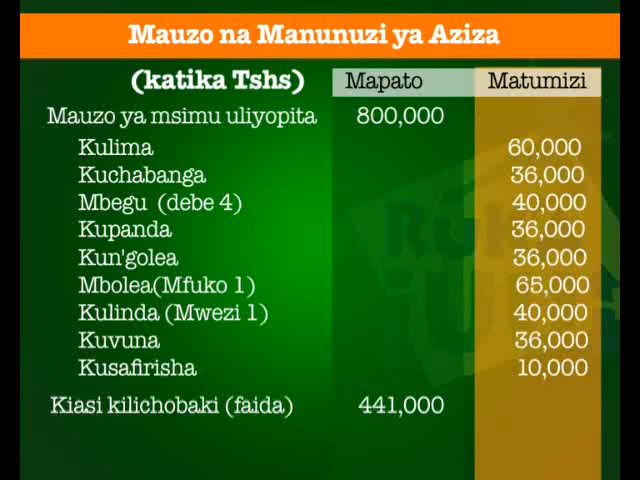 Mauzo na Manunuzi ya Aziza
(katika Tshs) Mapato Matumizi
Mauzo ya msimu uliyopita 800,000
Kulima 60,000
Kuchabanga 36,000
Mbegu (debe 4) 40,000
Kupanda 36,000
Kun'golea 36,000
Mbolea(Mfuko 1) 65,000
Kulinda (Mwezi 1) 40,000
Kuvuna 36,000
Kusafirisha 10,000
Kiasi kilichobaki (faida) 441,000